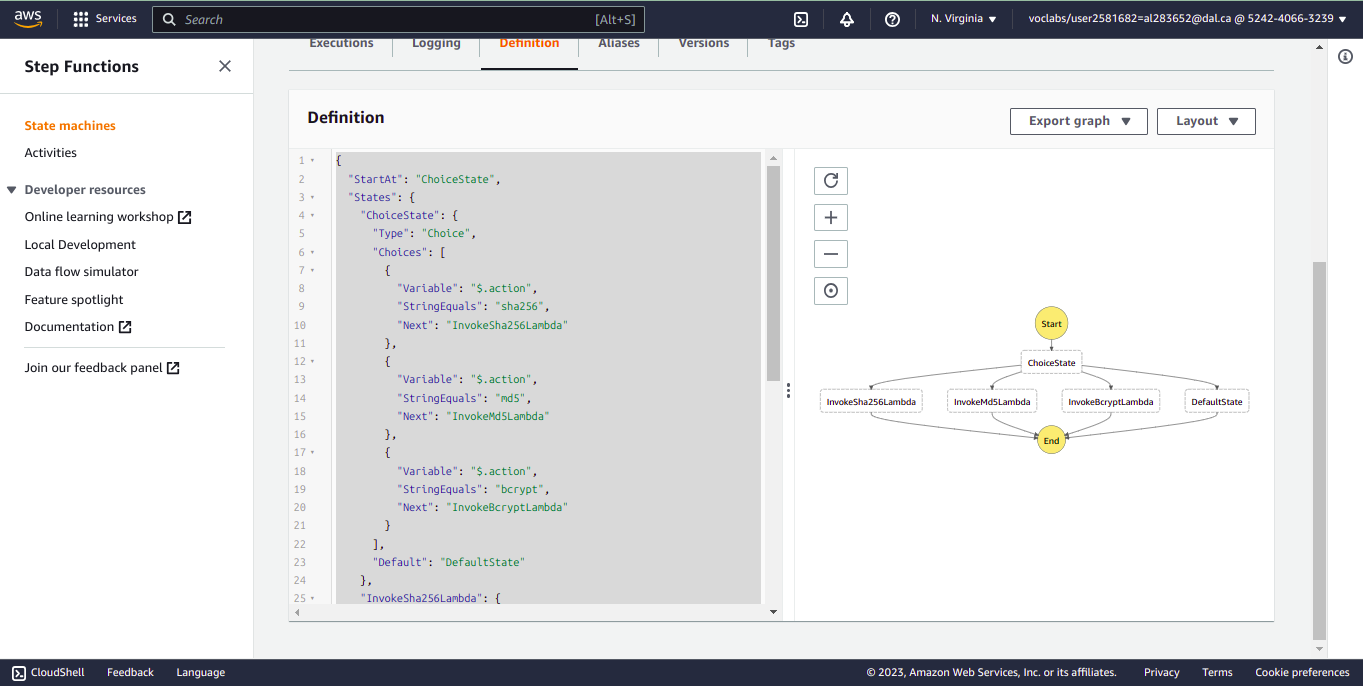 aws Services Search [Alt+S] N. Virginia voclabs/user2581682=al283652@dal.ca @ 5242-4066-3239
Step Functions
State machines
Activities
Developer resources
Online learning workshop
Local Development
Data flow simulator
Feature spotlight
Documentation
Join our feedback panel
Executions Logging Definition Aliases Versions Tags
Definition
Export graph Layout
1 {
2 "StartAt": "ChoiceState",
3 "States": {
4 "ChoiceState": {
5 "Type": "Choice",
6 "Choices": [
7 {
8 "Variable": "$.action",
9 "StringEquals": "sha256",
10 "Next": "InvokeSha256Lambda"
11 },
12 {
13 "Variable": "$.action",
14 "StringEquals": "md5",
15 "Next": "InvokeMd5Lambda"
16 },
17 {
18 "Variable": "$.action",
19 "StringEquals": "bcrypt",
20 "Next": "InvokeBcryptLambda"
21 }
22 ],
23 "Default": "DefaultState"
24 },
25 "InvokeSha256Lambda": {
Start
ChoiceState
InvokeSha256Lambda InvokeMd5Lambda InvokeBcryptLambda DefaultState
End
CloudShell Feedback Language © 2023, Amazon Web Services, Inc. or its affiliates. Privacy Terms Cookie preferences